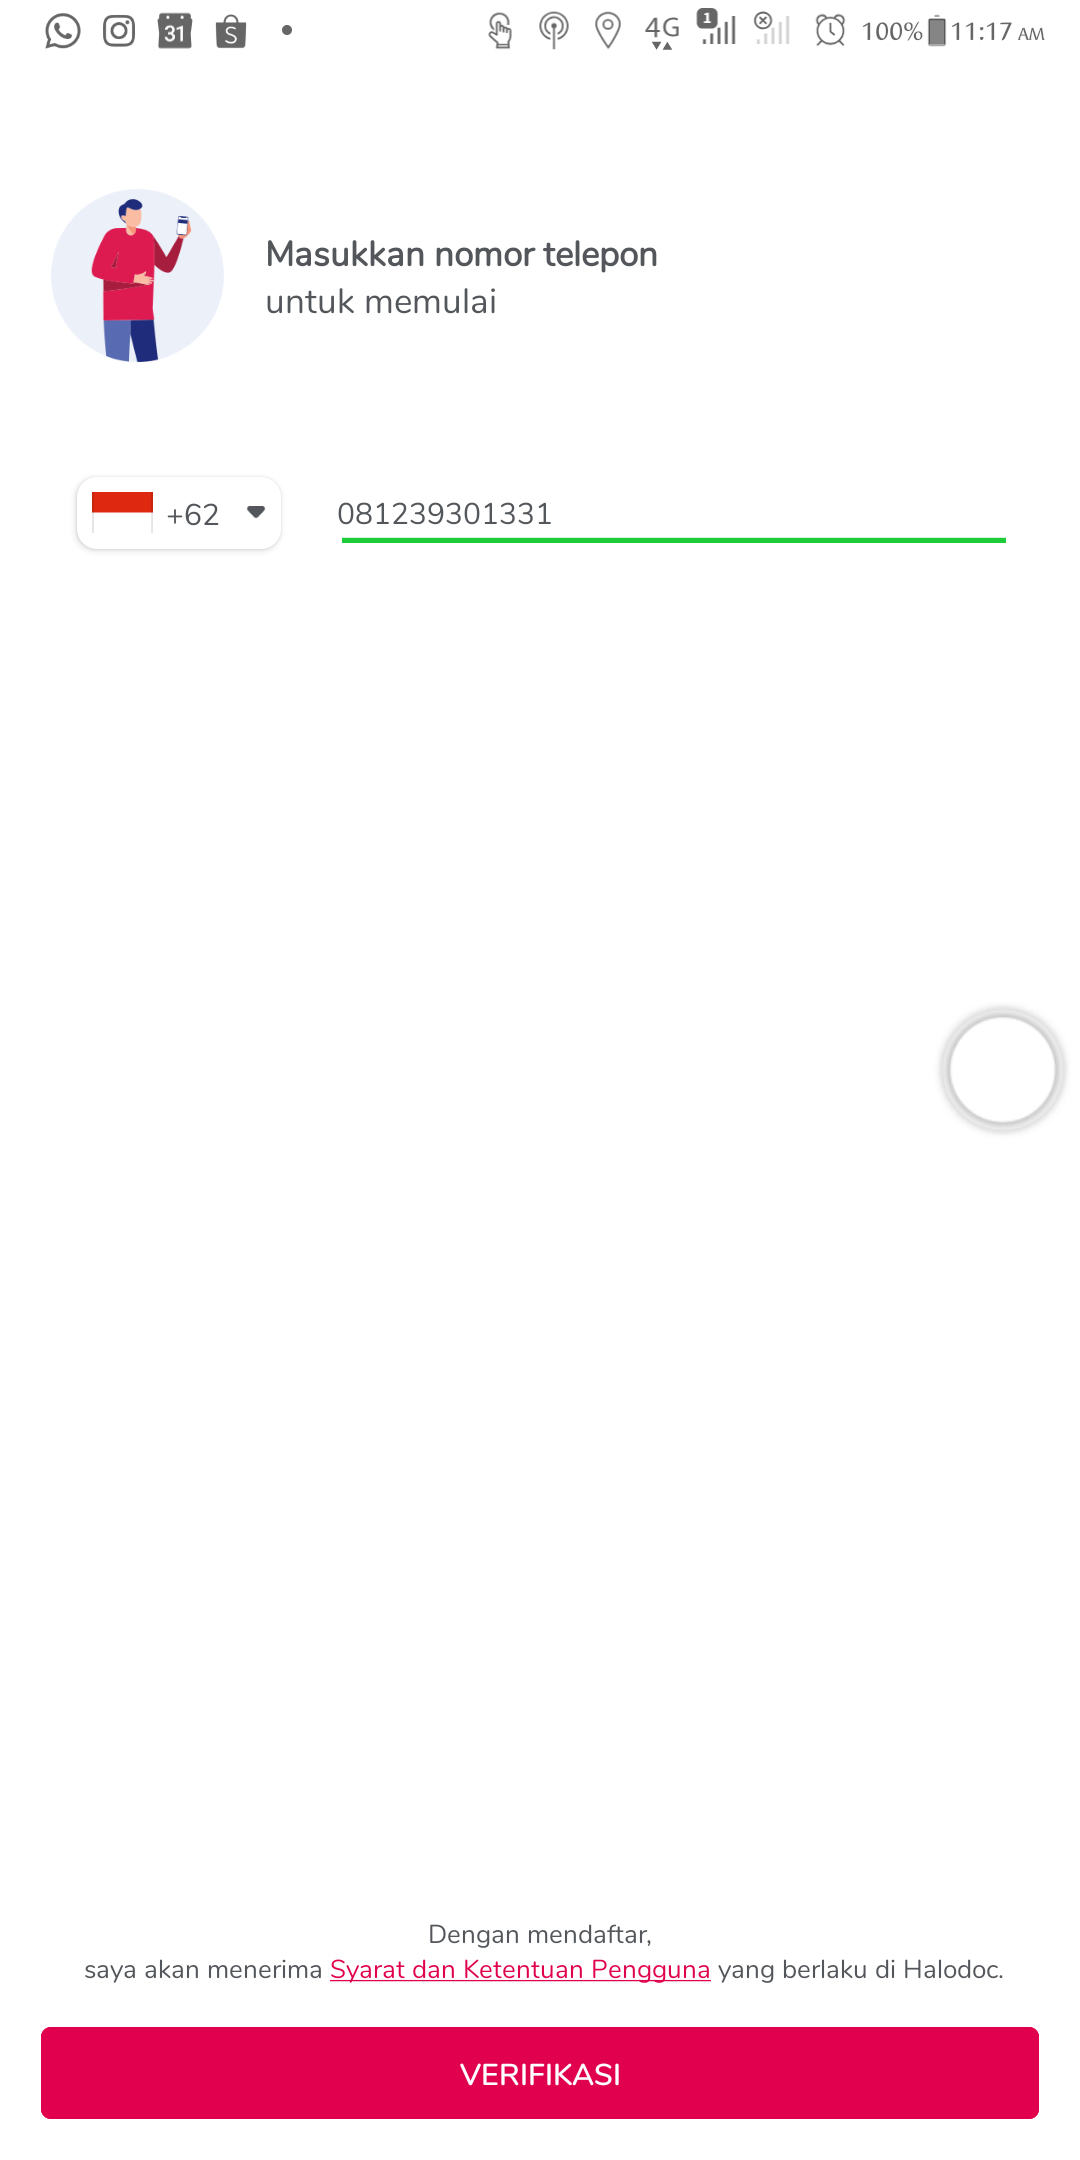 31 S 4G 1 100% 11:17 AM
Masukkan nomor telepon
untuk memulai
+62 081239301331
Dengan mendaftar,
saya akan menerima Syarat dan Ketentuan Pengguna yang berlaku di Halodoc.
VERIFIKASI